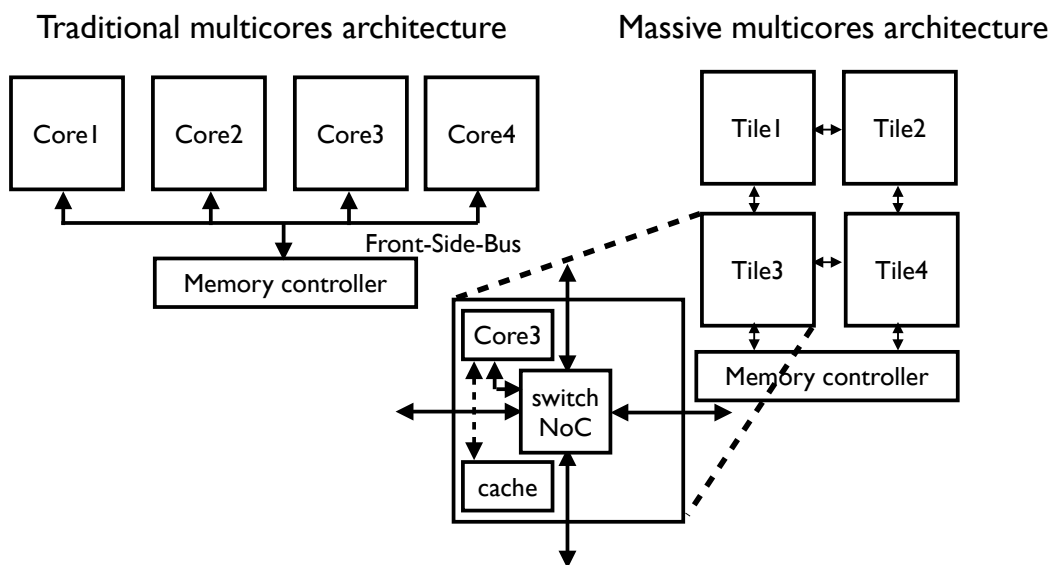 Traditional multicores architecture
Core1
Core2
Core3
Core4
Front-Side-Bus
Memory controller
Massive multicores architecture
Tile1
Tile2
Tile3
Tile4
Memory controller
Core3
switch
NoC
cache